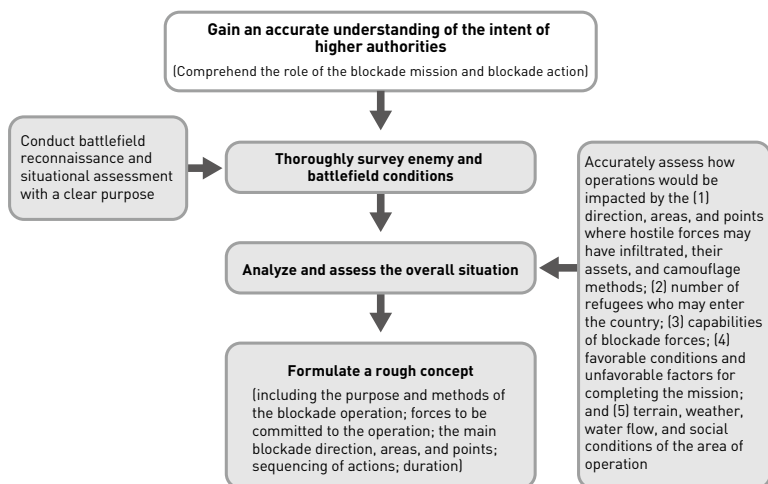 Gain an accurate understanding of the intent of
higher authorities
(Comprehend the role of the blockade mission and blockade action)
Conduct battlefield
reconnaissance and
situational assessment
with a clear purpose
Thoroughly survey enemy and
battlefield conditions
Analyze and assess the overall situation
Accurately assess how
operations would be
impacted by the (1)
direction, areas, and points
where hostile forces may
have infiltrated, their
assets, and camouflage
methods; (2) number of
refugees who may enter
the country; (3) capabilities
of blockade forces; (4)
favorable conditions and
unfavorable factors for
completing the mission;
and (5) terrain, weather,
water flow, and social
conditions of the area of
operation
Formulate a rough concept
(including the purpose and methods of
the blockade operation; forces to be
committed to the operation; the main
blockade direction, areas, and points;
sequencing of actions; duration)